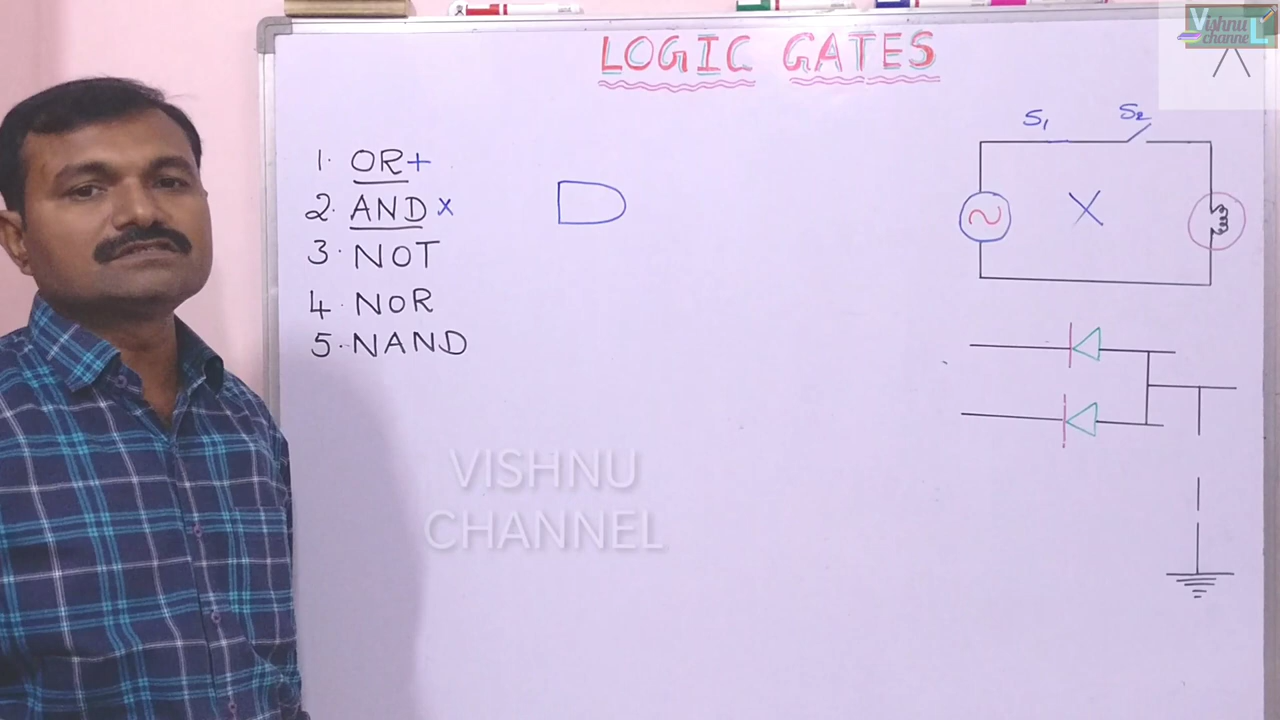 LOGIC GATES
Vishnu
channel
1. OR+
2. AND x
3. NOT
4. NOR
5. NAND
S1 S2
X
VISHNU
CHANNEL